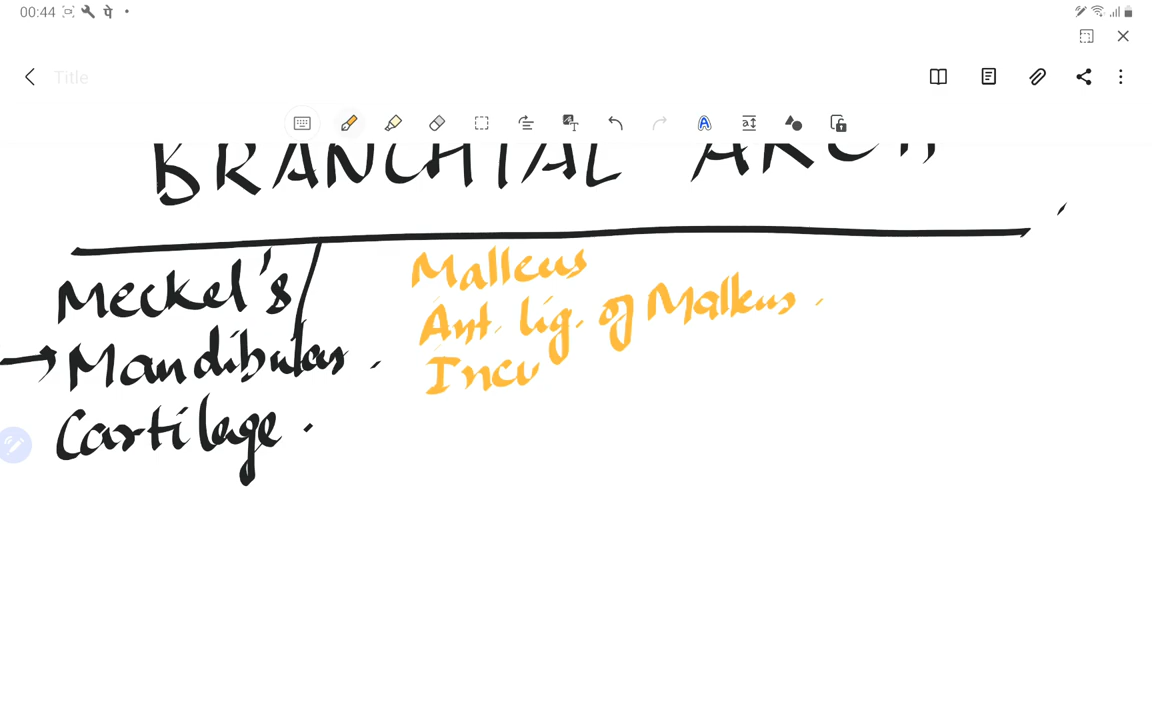 00:44
Title
BRANCHIAL ARCH
Meckel's/
→ Mandibular.
Cartilage.
Malleus
Ant. lig. of Malleus.
Incu